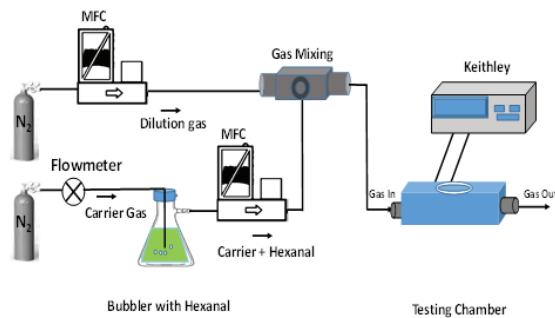 MFC
Gas Mixing
Keithley
N2
Dilution gas
MFC
Flowmeter
N2
Carrier Gas
Carrier + Hexanal
Gas In
Gas Out
Bubbler with Hexanal
Testing Chamber